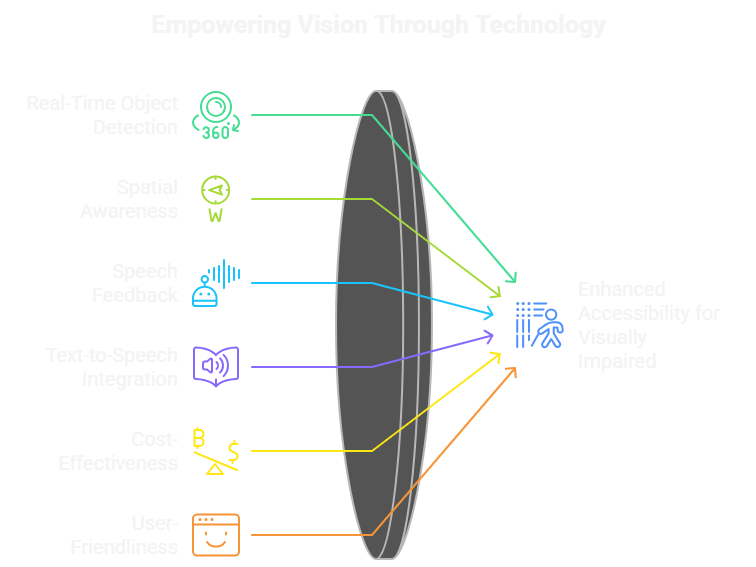 Empowering Vision Through Technology
Real-Time Object
Detection
360°
Spatial
Awareness
W
Speech
Feedback
Text-to-Speech
Integration
Cost-
Effectiveness
B
$
User-
Friendliness
Enhanced
Accessibility for
Visually
Impaired